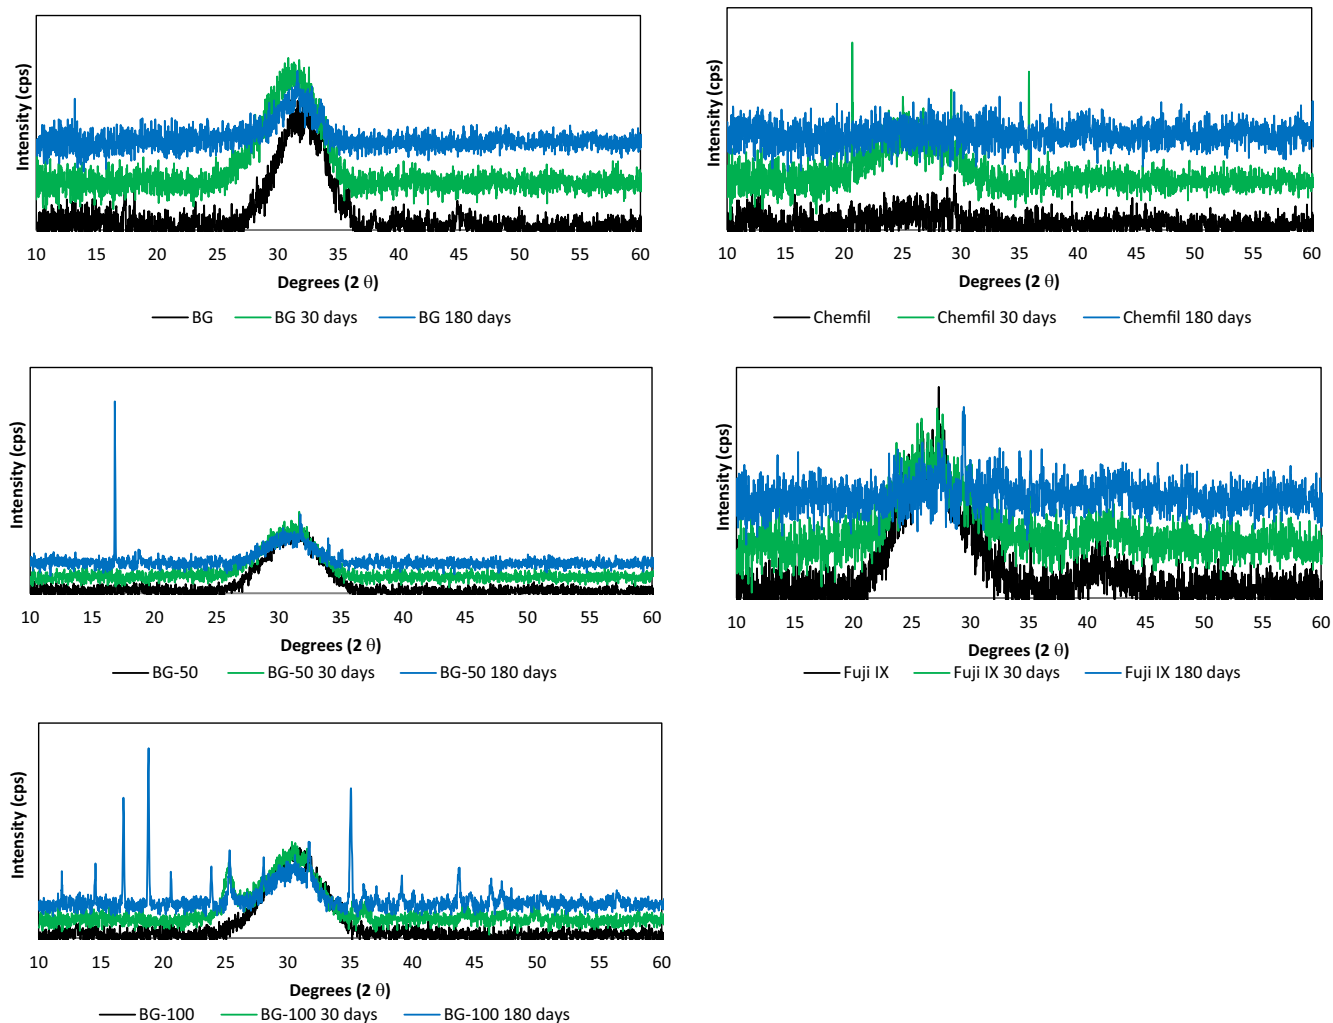 Intensity (cps)
10 15 20 25 30 35 40 45 50 55 60
Degrees (2 θ)
BG BG 30 days BG 180 days
Intensity (cps)
10 15 20 25 30 35 40 45 50 55 60
Degrees (2 θ)
Chemfil Chemfil 30 days Chemfil 180 days
Intensity (cps)
10 15 20 25 30 35 40 45 50 55 60
Degrees (2 θ)
BG-50 BG-50 30 days BG-50 180 days
Intensity (cps)
10 15 20 25 30 35 40 45 50 55 60
Degrees (2 θ)
Fuji IX Fuji IX 30 days Fuji IX 180 days
Intensity (cps)
10 15 20 25 30 35 40 45 50 55 60
Degrees (2 θ)
BG-100 BG-100 30 days BG-100 180 days